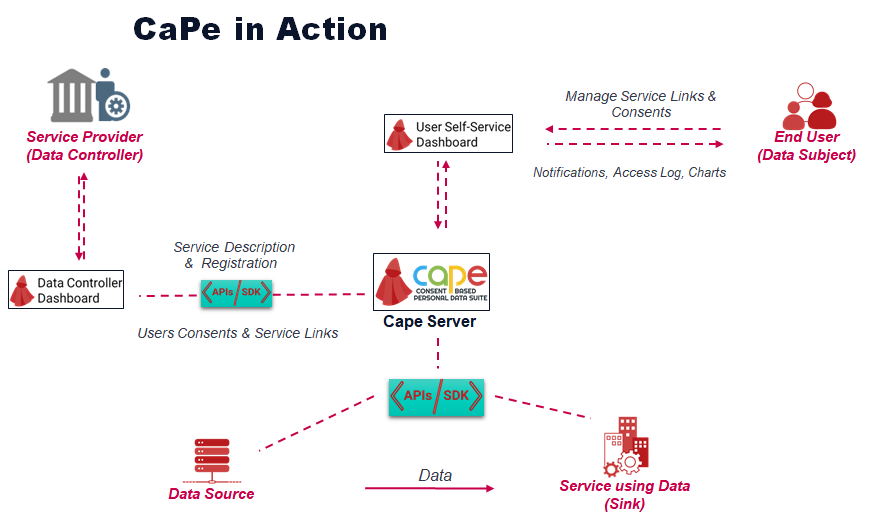 CaPe in Action
Service Provider
(Data Controller)
User Self-Service
Dashboard
Manage Service Links &
Consents
End User
(Data Subject)
Notifications, Access Log, Charts
Service Description
& Registration
Data Controller
Dashboard
APIs / SDK
Users Consents & Service Links
cape
CONSENT BASED
PERSONAL DATA SUITE
Cape Server
APIs / SDK
Data Source
Data
Service using Data
(Sink)